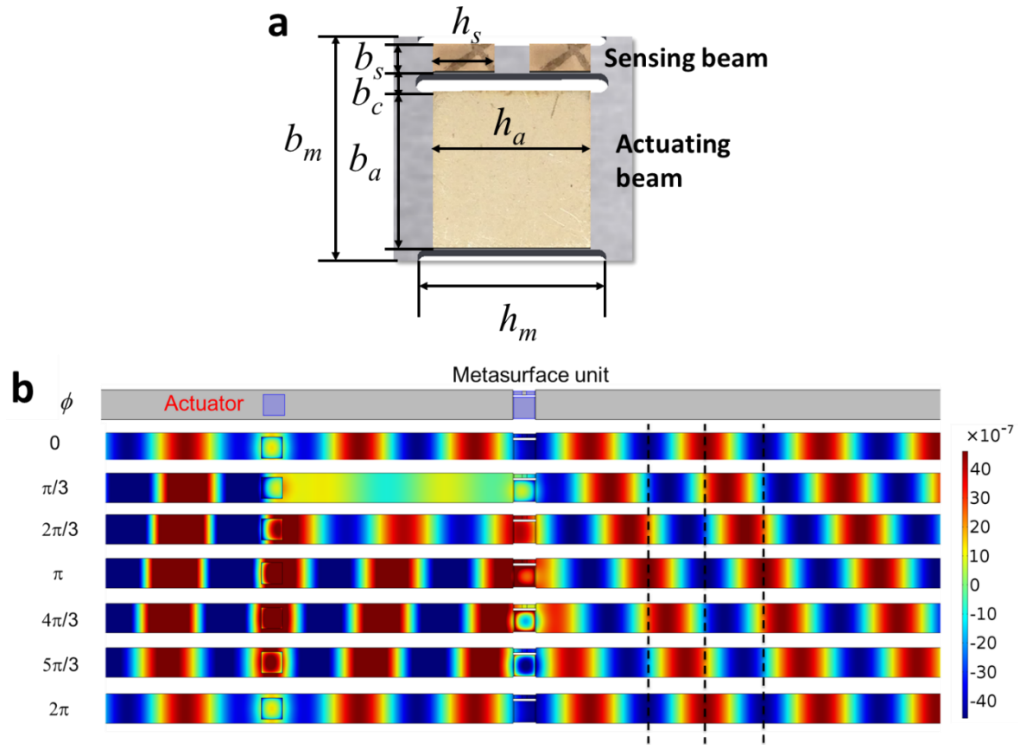 a
h_s
b_s
Sensing beam
b_c
b_m
b_a
h_a
Actuating
beam
h_m
b
Metasurface unit
ϕ
Actuator
0
π/3
2π/3
π
4π/3
5π/3
2π
×10⁻⁷
40
30
20
10
0
-10
-20
-30
-40